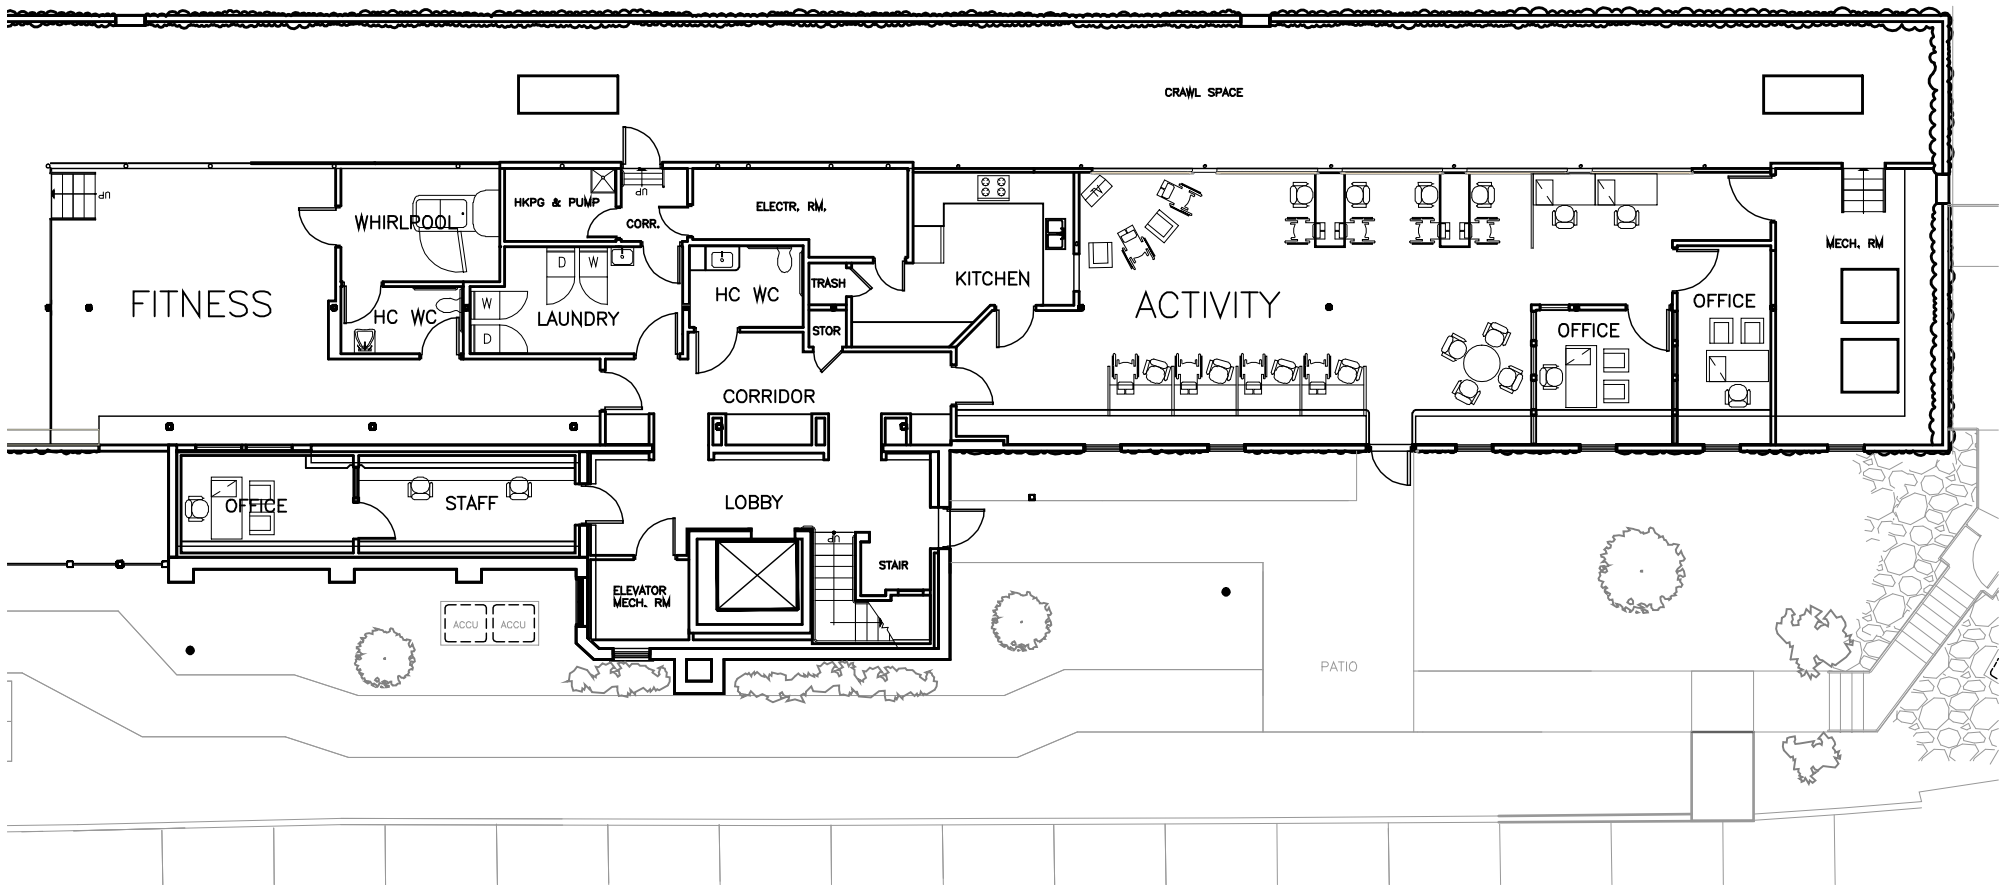 CRAWL SPACE
UP
UP
HKPG & PUMP
CORR.
ELECTR. RM.
WHIRLPOOL
MECH. RM
D
W
KITCHEN
TRASH
HC WC
FITNESS
W
HC WC
LAUNDRY
D
STOR
ACTIVITY
OFFICE
OFFICE
CORRIDOR
OFFICE
STAFF
LOBBY
UP
STAIR
ELEVATOR
MECH. RM
ACCU
ACCU
PATIO